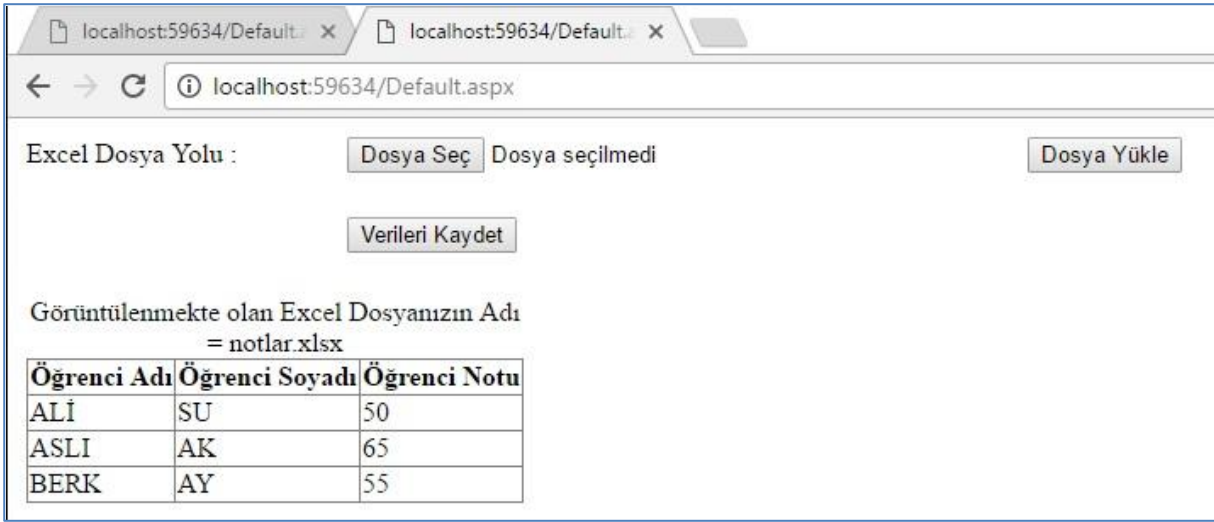 localhost:59634/Default. localhost:59634/Default.a
localhost:59634/Default.aspx
Excel Dosya Yolu : Dosya Seç Dosya seçilmedi Dosya Yükle
Verileri Kaydet
Görüntülenmekte olan Excel Dosyanızın Adı
= notlar.xlsx
Öğrenci Adı Öğrenci Soyadı Öğrenci Notu
ALİ SU 50
ASLI AK 65
BERK AY 55